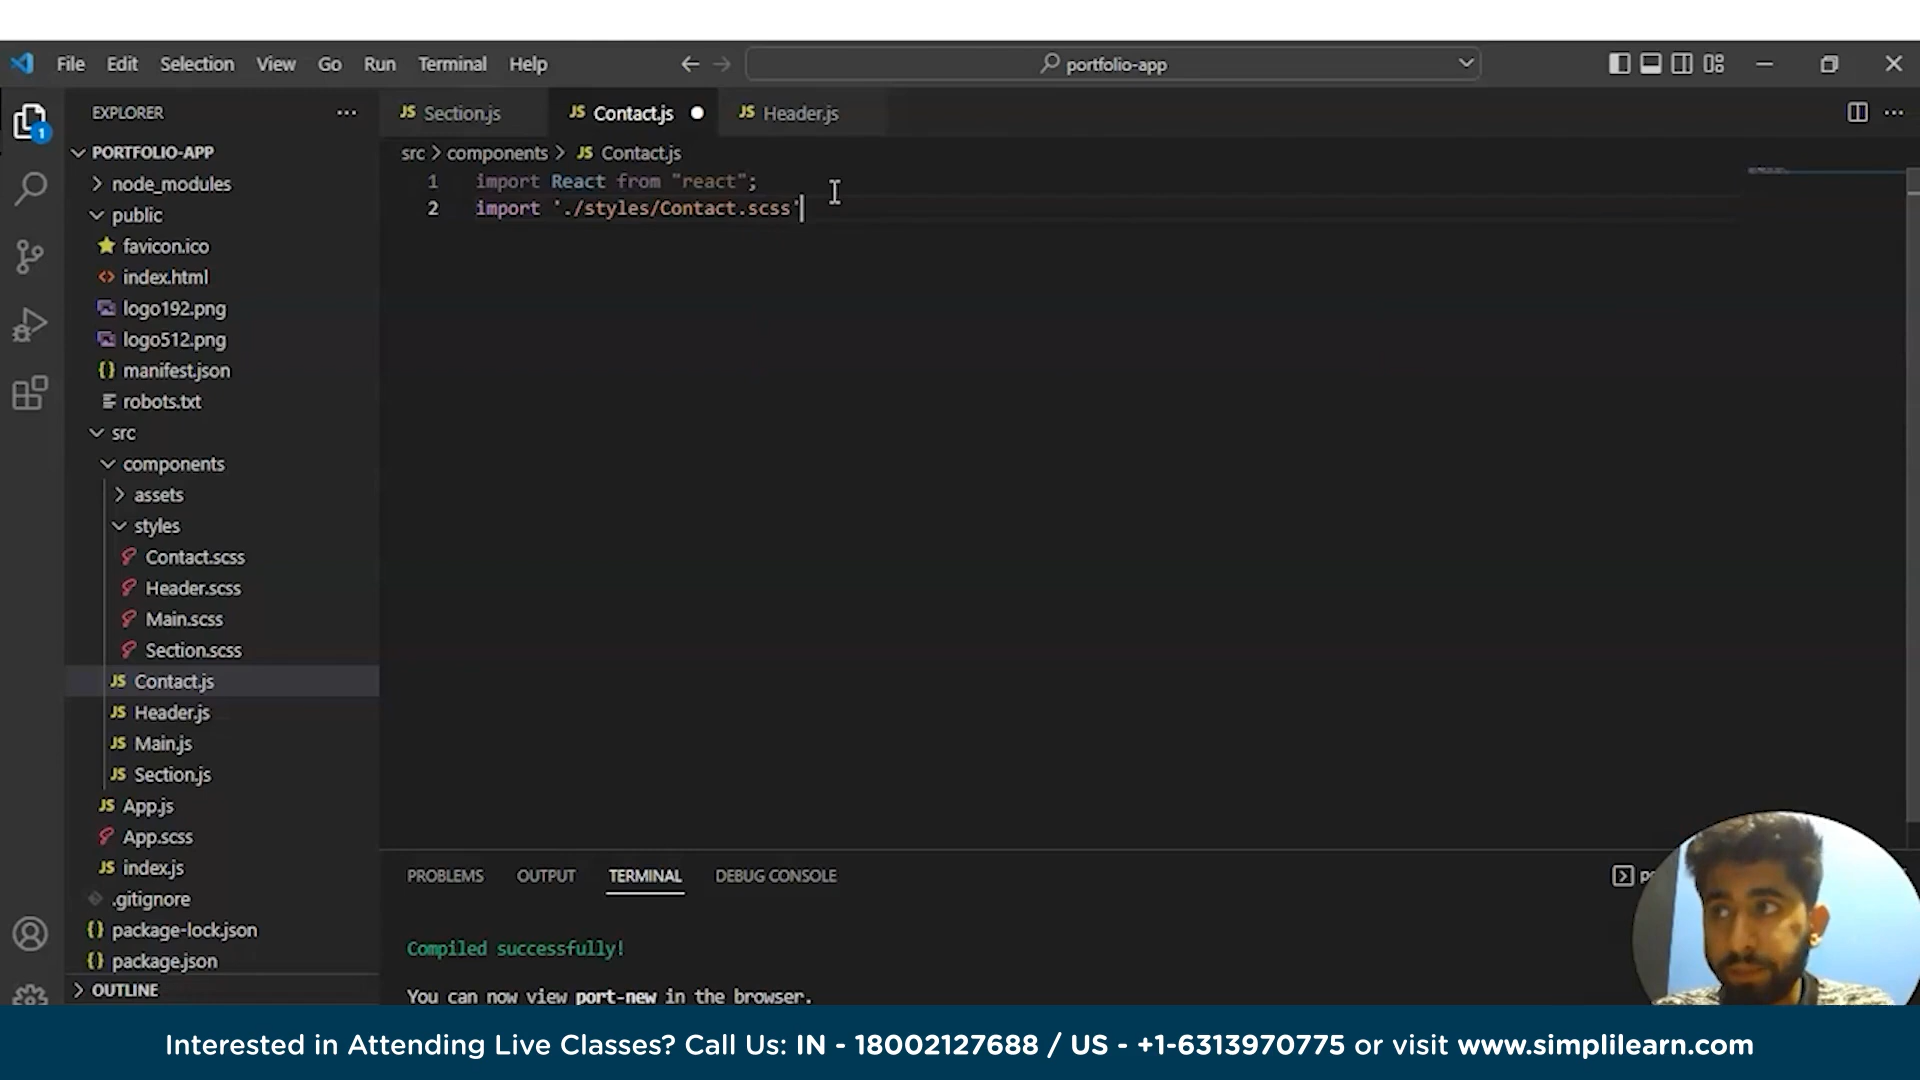 File Edit Selection View Go Run Terminal Help
portfolio-app
EXPLORER
Section.js
Contact.js
Header.js
PORTFOLIO-APP
src > components > JS Contact.js
1 import React from "react";
2 import './styles/Contact.scss'
node_modules
public
favicon.ico
index.html
logo192.png
logo512.png
manifest.json
robots.txt
src
components
assets
styles
Contact.scss
Header.scss
Main.scss
Section.scss
JS Contact.js
JS Header.js
JS Main.js
JS Section.js
JS App.js
App.scss
JS index.js
.gitignore
package-lock.json
package.json
OUTLINE
PROBLEMS OUTPUT TERMINAL DEBUG CONSOLE
Compiled successfully!
You can now view port-new in the browser.
Interested in Attending Live Classes? Call Us: IN - 18002127688 / US - +1-6313970775 or visit www.simplilearn.com